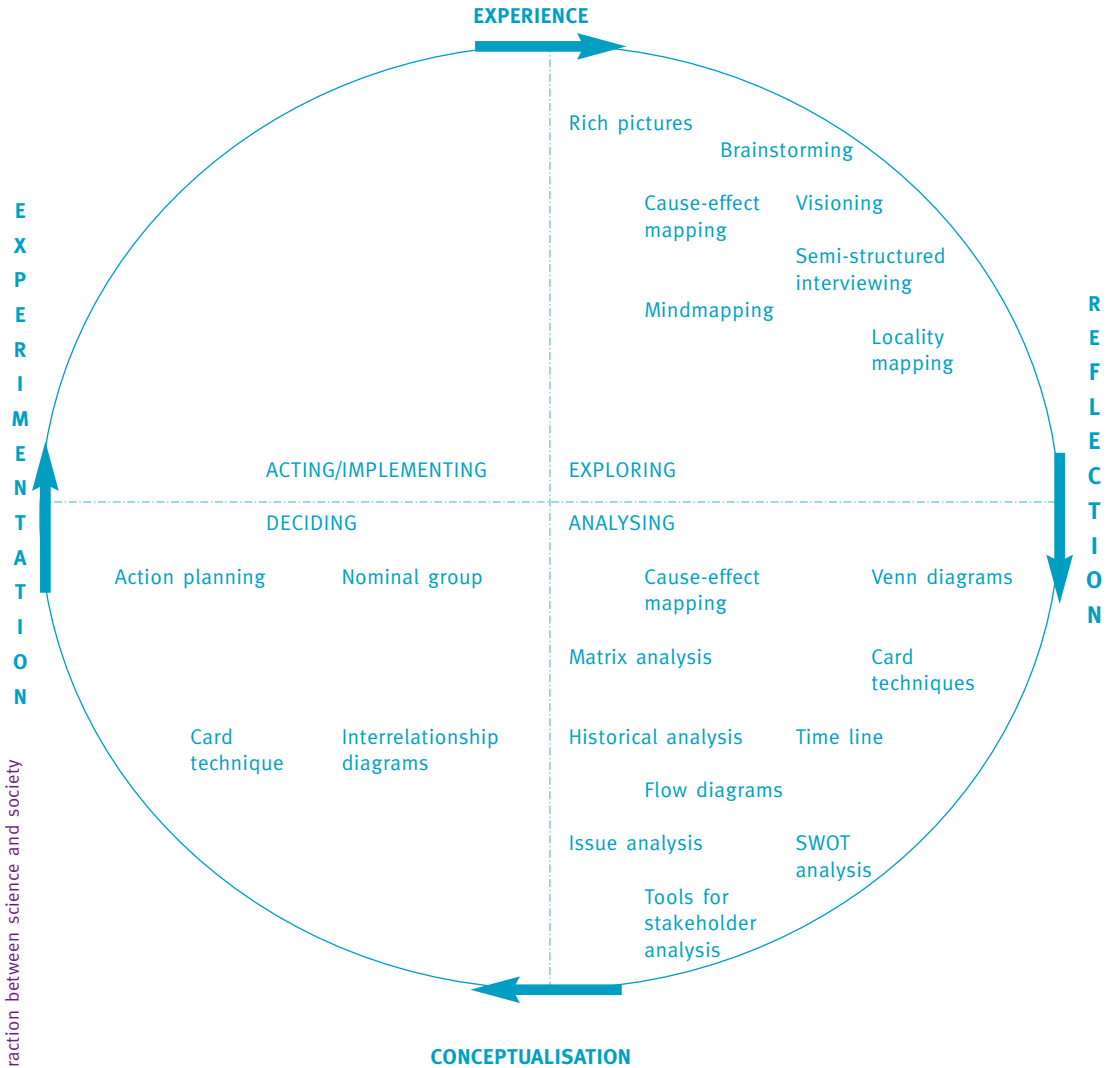 EXPERIENCE
Rich pictures
Brainstorming
Cause-effect
mapping
Visioning
Semi-structured
interviewing
Mindmapping
Locality
mapping
EXPERIMENTATION
REFLECTION
ACTING/IMPLEMENTING
EXPLORING
DECIDING
ANALYSING
Action planning
Nominal group
Card
technique
Interrelationship
diagrams
Cause-effect
mapping
Venn diagrams
Matrix analysis
Card
techniques
Historical analysis
Time line
Flow diagrams
Issue analysis
SWOT
analysis
Tools for
stakeholder
analysis
CONCEPTUALISATION
raction between science and society